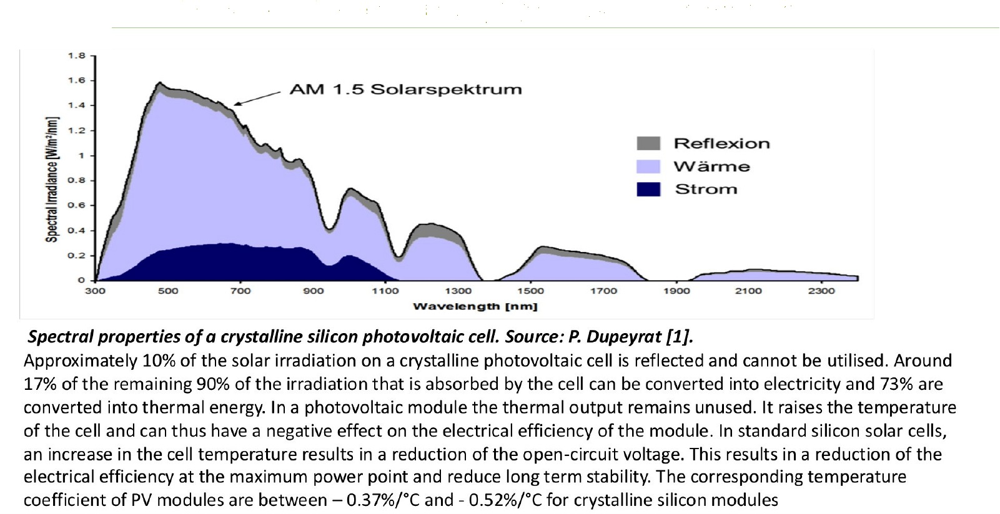 1.8
1.6
1.4
1.2
1
0.8
0.6
0.4
0.2
0
Spectral Irradiance [W/m²/nm]
AM 1.5 Solarspektrum
Reflexion
Wärme
Strom
300 500 700 900 1100 1300 1500 1700 1900 2100 2300
Wavelength [nm]
Spectral properties of a crystalline silicon photovoltaic cell. Source: P. Dupeyrat [1].
Approximately 10% of the solar irradiation on a crystalline photovoltaic cell is reflected and cannot be utilised. Around
17% of the remaining 90% of the irradiation that is absorbed by the cell can be converted into electricity and 73% are
converted into thermal energy. In a photovoltaic module the thermal output remains unused. It raises the temperature
of the cell and can thus have a negative effect on the electrical efficiency of the module. In standard silicon solar cells,
an increase in the cell temperature results in a reduction of the open-circuit voltage. This results in a reduction of the
electrical efficiency at the maximum power point and reduce long term stability. The corresponding temperature
coefficient of PV modules are between – 0.37%/°C and - 0.52%/°C for crystalline silicon modules